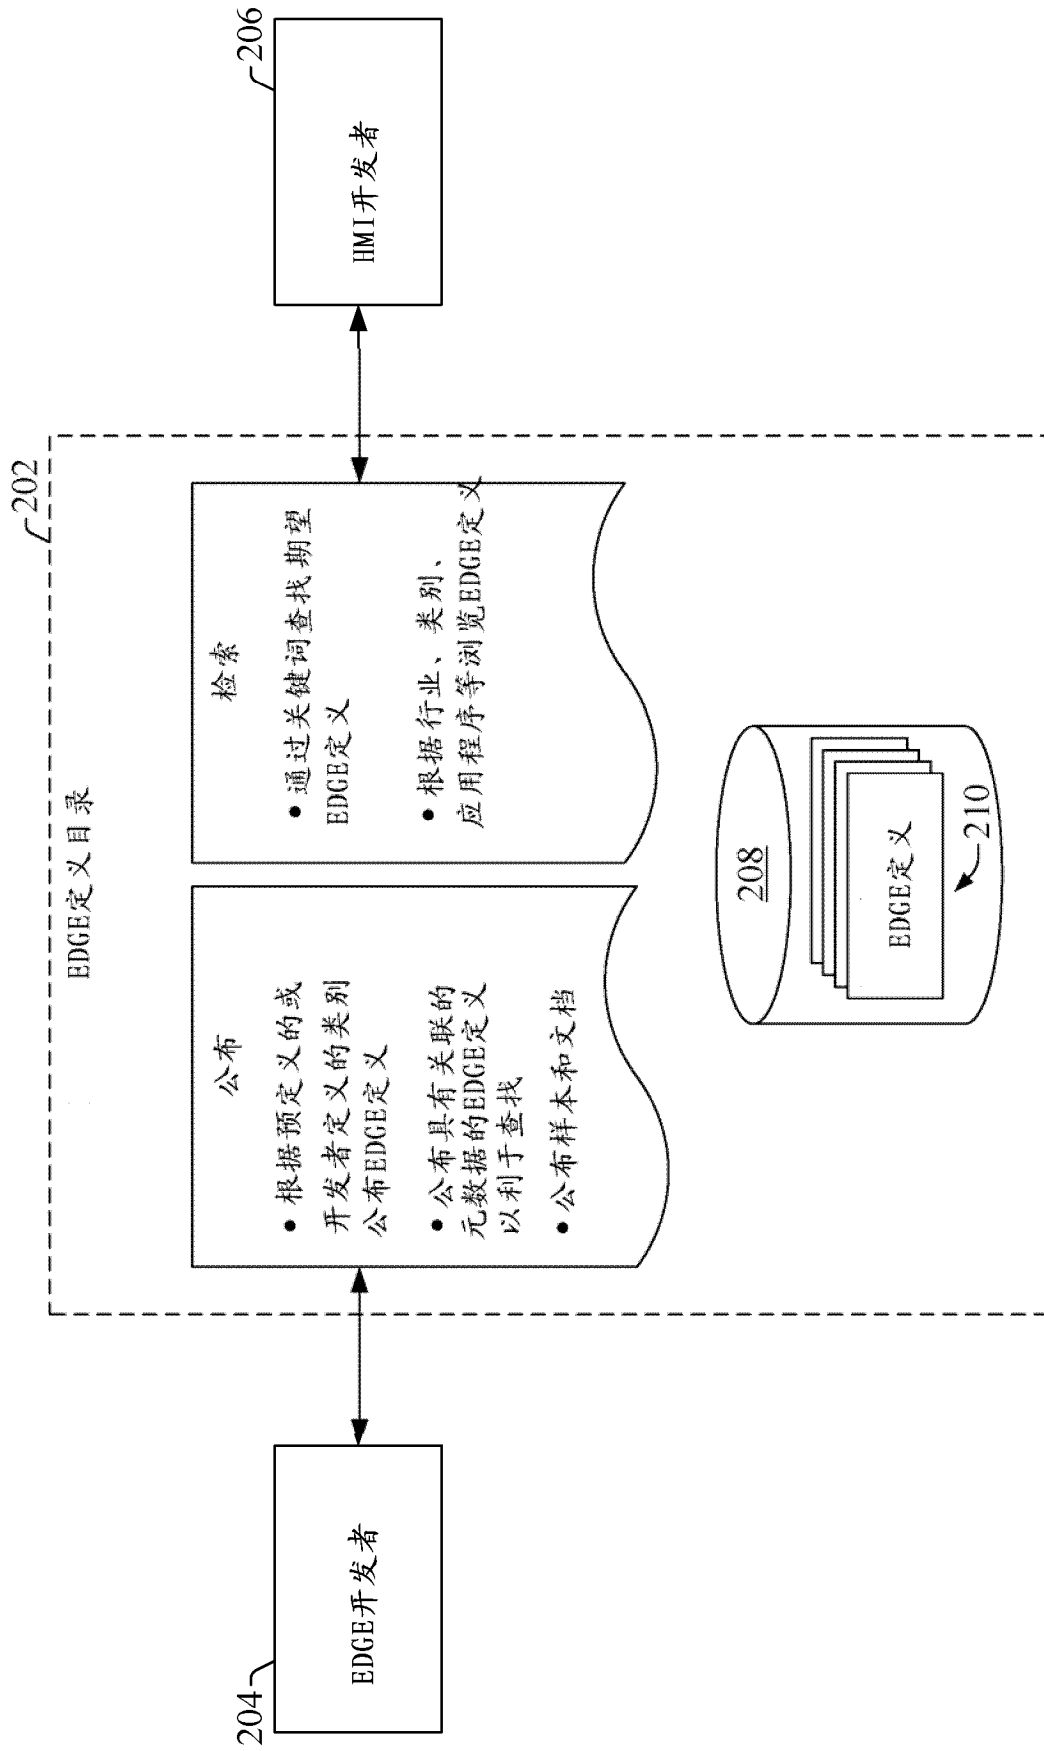 202
EDGE定义目录
204
EDGE开发者
公布
● 根据预定义的或
开发者定义的类别
公布EDGE定义
● 公布具有关联的
元数据的EDGE定义
以利于查找
● 公布样本和文档
检索
● 通过关键词查找期望
EDGE定义
● 根据行业、类别、
应用程序等浏览EDGE定义
206
HMI开发者
208
EDGE定义
210